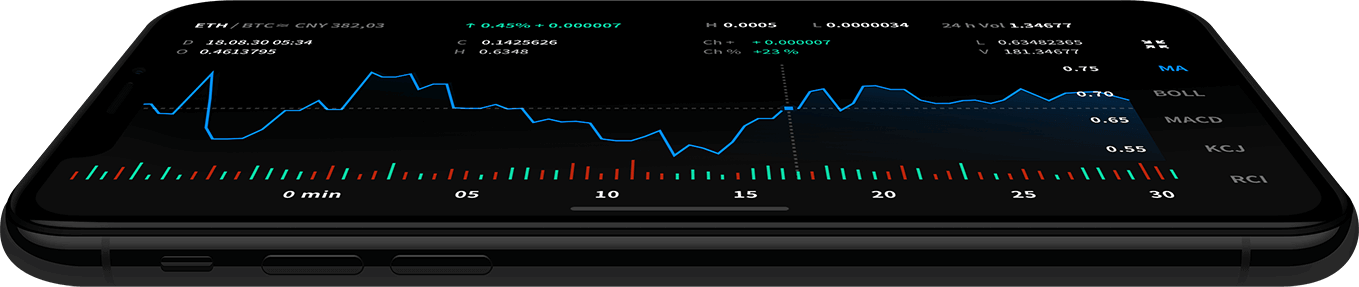 ETH / BTC ≈ CNY 382,03 ↑ 0.45% + 0.000007 H 0.0005 L 0.0000034 24 h Vol 1.34677
D 18.08.30 05:34 C 0.1425626 Ch + + 0.000007 L 0.63482365
O 0.4613795 H 0.6348 Ch % +23 % V 181.34677
0.75 MA
0.70 BOLL
0.65 MACD
0.55 KCJ
RCI
0 min 05 10 15 20 25 30